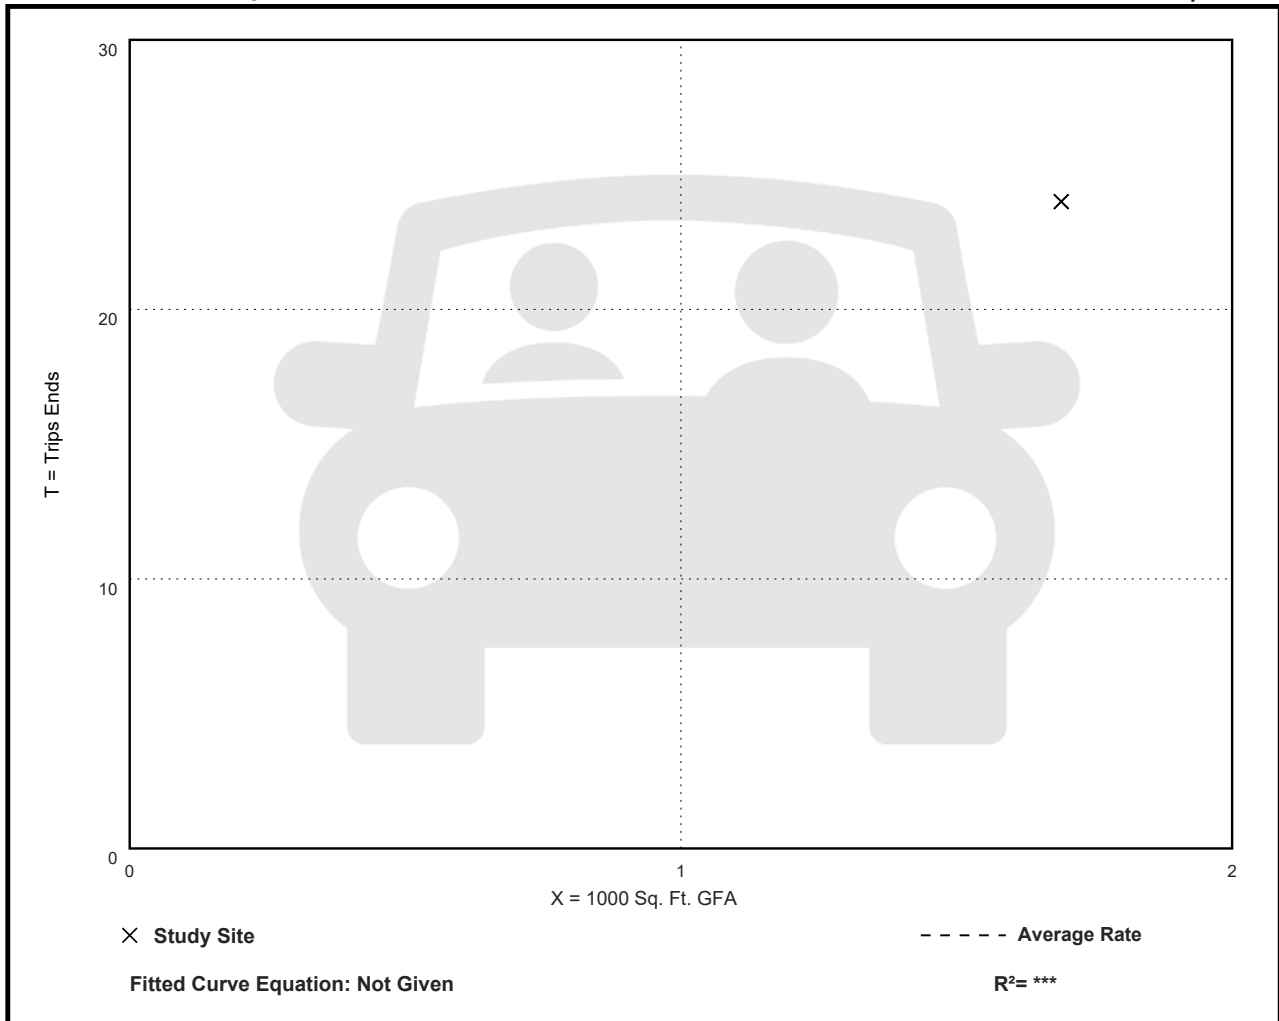 30
20
10
0
T = Trips Ends
0 1 2
X = 1000 Sq. Ft. GFA
Study Site
Average Rate
Fitted Curve Equation: Not Given
R²= ***